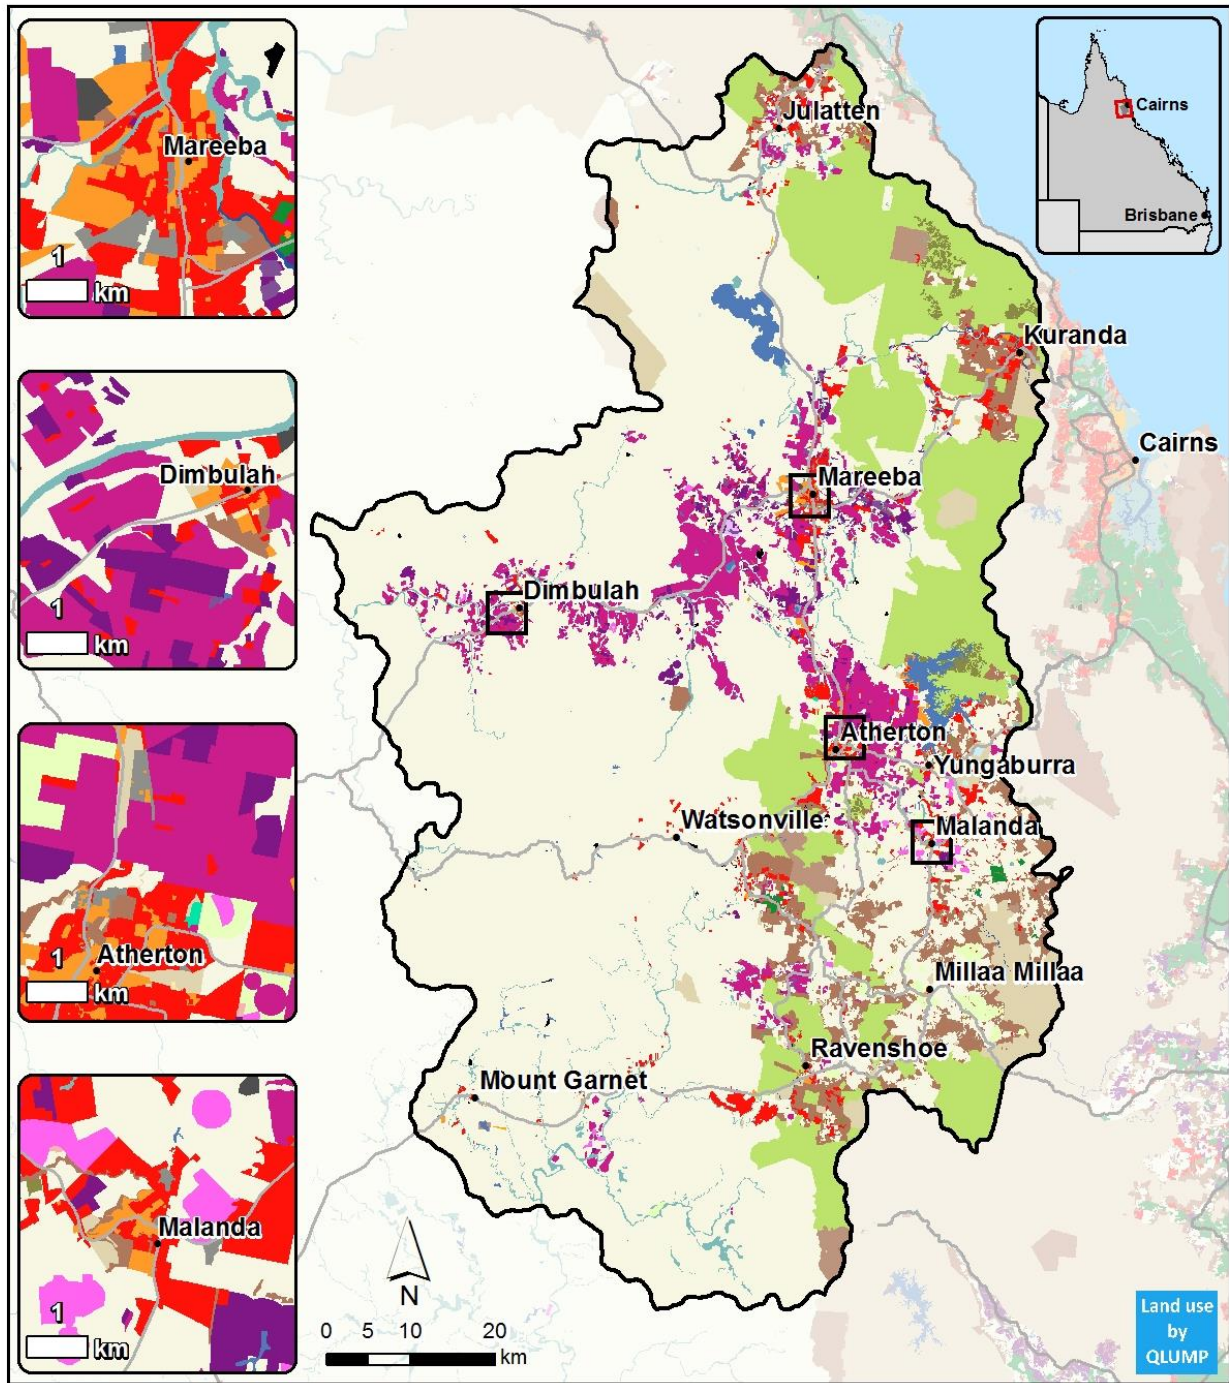 Mareeba
1
km
Dimbulah
1
km
Atherton
1
km
Malanda
1
km
Cairns
Brisbane
Julatten
Kuranda
Cairns
Mareeba
Dimbulah
Atherton
Yungaburra
Watsonville
Malanda
Millaa Millaa
Ravenshoe
Mount Garnet
N
0 5 10 20
km
Land use
by
QLUMP